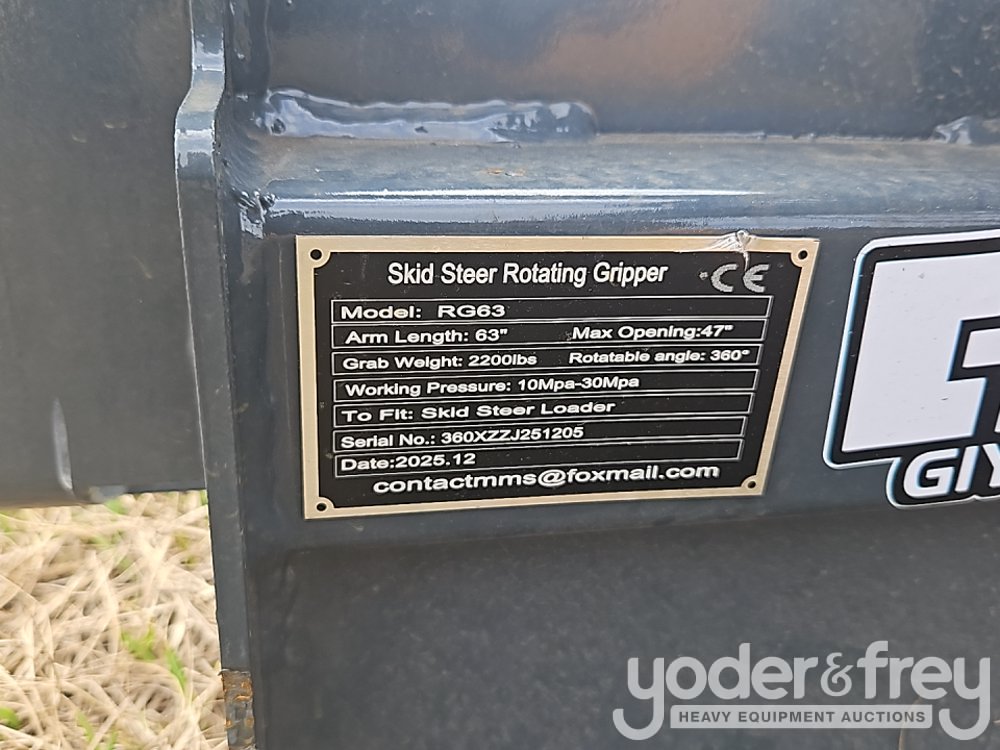 Skid Steer Rotating Gripper CE
Model: RG63
Arm Length: 63" Max Opening:47"
Grab Weight: 2200lbs Rotatable angle: 360°
Working Pressure: 10Mpa-30Mpa
To Fit: Skid Steer Loader
Serial No.: 360XZZJ251205
Date:2025.12
contactmms@foxmail.com
yoder&frey
HEAVY EQUIPMENT AUCTIONS